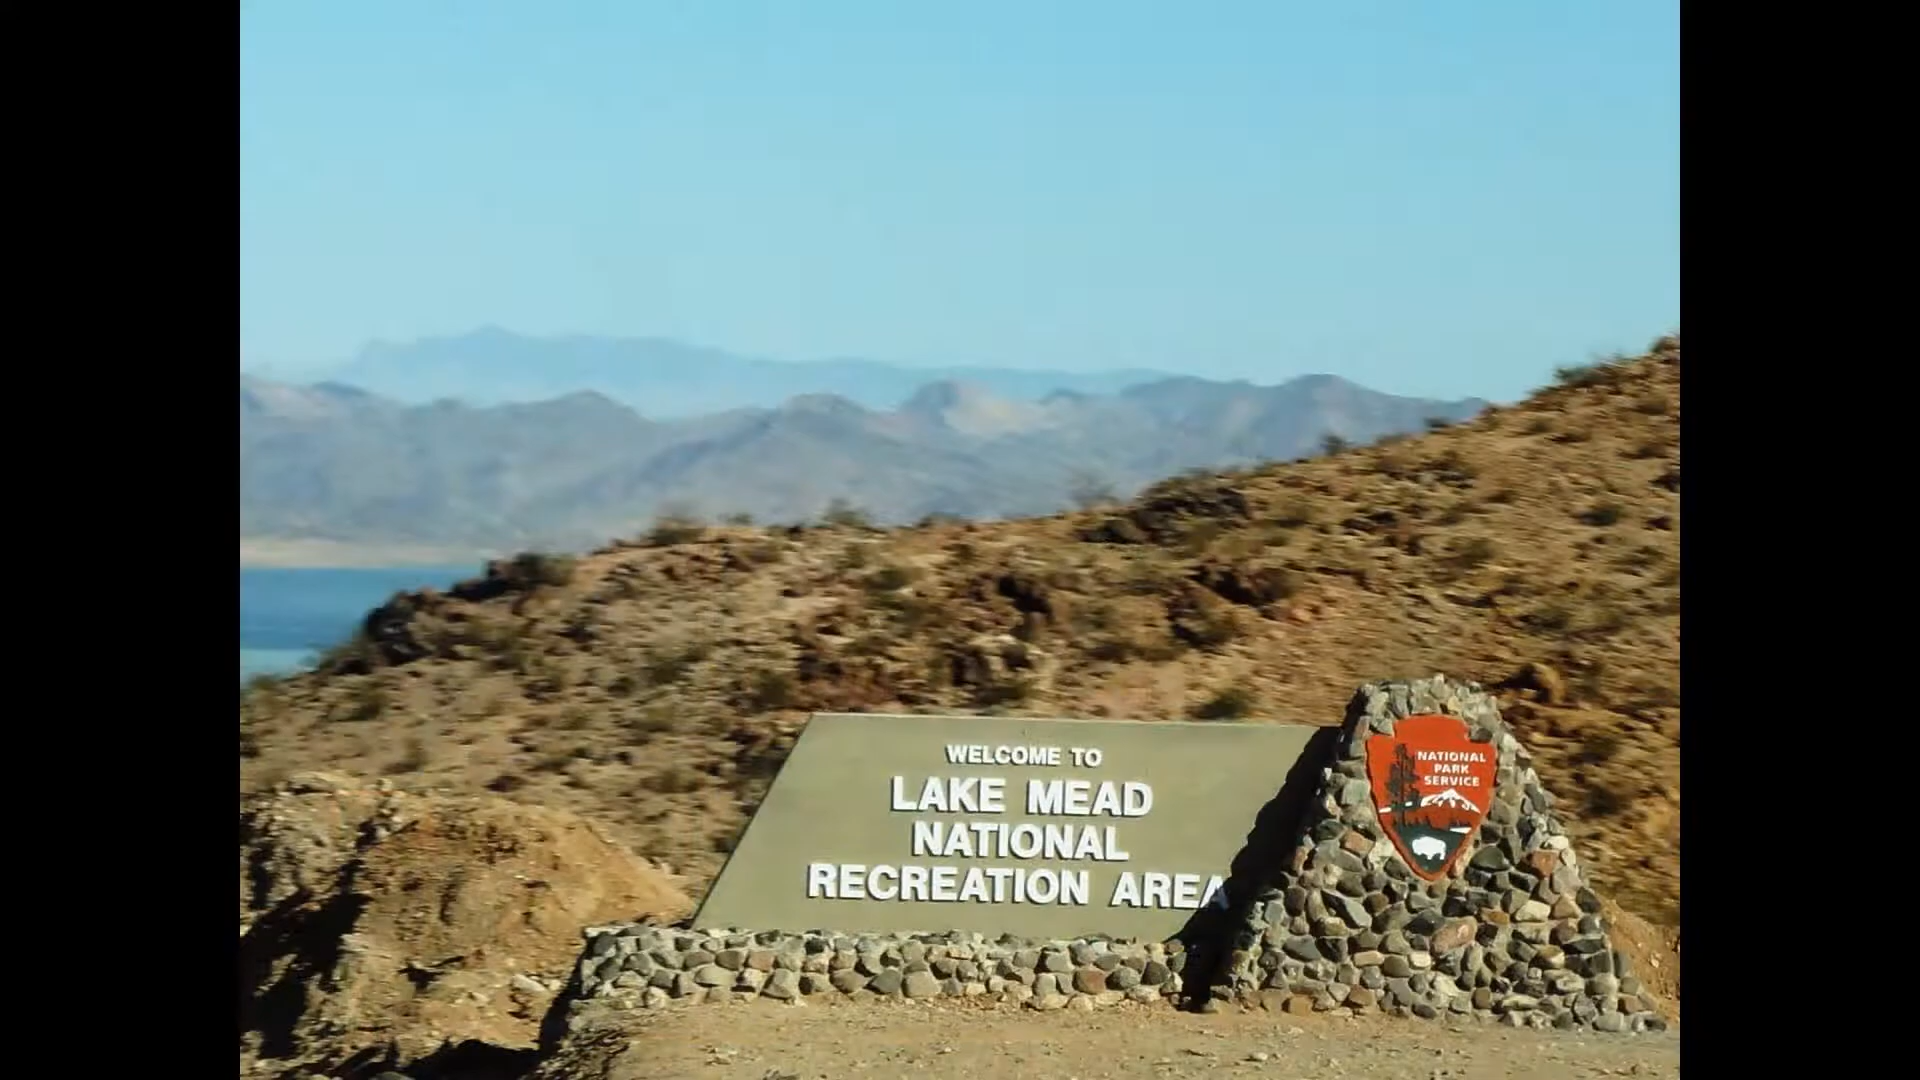 WELCOME TO
LAKE MEAD
NATIONAL
RECREATION AREA
NATIONAL
PARK
SERVICE